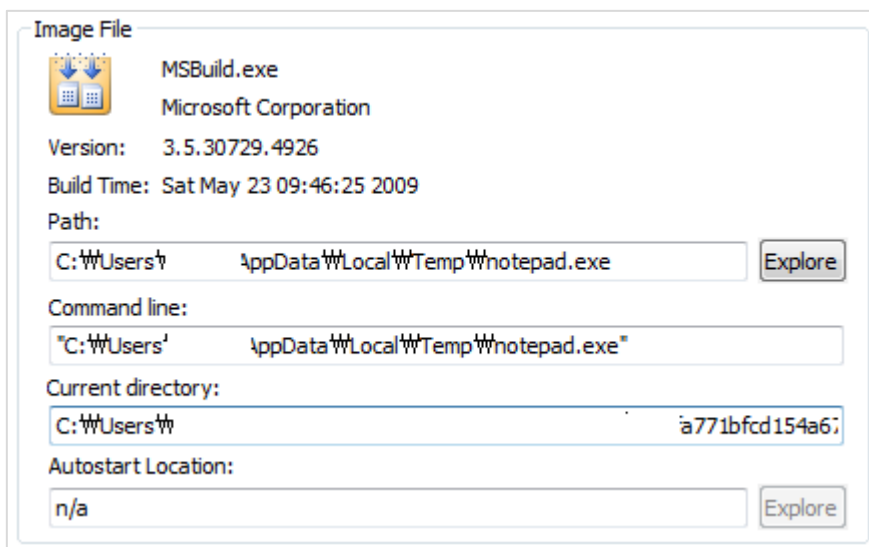 Image File
MSBuild.exe
Microsoft Corporation
Version: 3.5.30729.4926
Build Time: Sat May 23 09:46:25 2009
Path:
C:₩Users₩ AppData₩Local₩Temp₩notepad.exe
Explore
Command line:
"C:₩Users AppData₩Local₩Temp₩notepad.exe"
Current directory:
C:₩Users₩ a771bfcd154a67
Autostart Location:
n/a
Explore